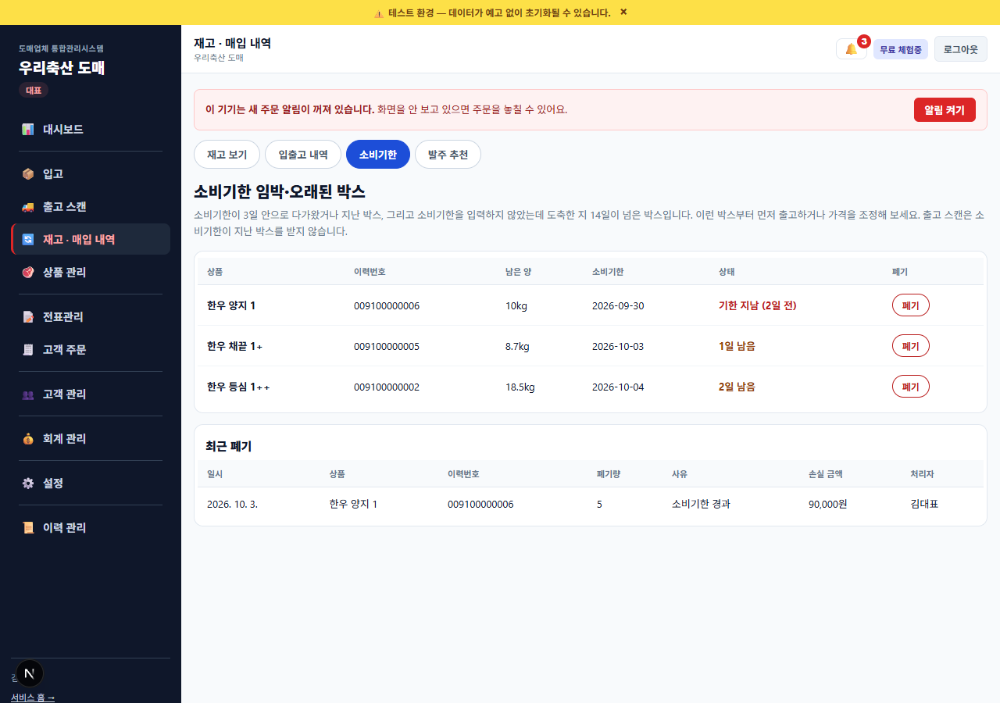 테스트 환경 — 데이터가 예고 없이 초기화될 수 있습니다. ×
도매업체 통합관리시스템
우리축산 도매
대표
대시보드
입고
출고 스캔
재고 · 매입 내역
상품 관리
전표관리
고객 주문
고객 관리
회계 관리
설정
이력 관리
N
서비스 홈 →
재고 · 매입 내역
우리축산 도매
3
무료 체험중
로그아웃
이 기기는 새 주문 알림이 꺼져 있습니다. 화면을 안 보고 있으면 주문을 놓칠 수 있어요.
알림 켜기
재고 보기 입출고 내역 소비기한 발주 추천
소비기한 임박·오래된 박스
소비기한이 3일 안으로 다가왔거나 지난 박스, 그리고 소비기한을 입력하지 않았는데 도축한 지 14일이 넘은 박스입니다. 이런 박스부터 먼저 출고하거나 가격을 조정해 보세요. 출고 스캔은 소
비기한이 지난 박스를 받지 않습니다.
상품 이력번호 남은 양 소비기한 상태 폐기
한우 양지 1 009100000006 10kg 2026-09-30 기한 지남 (2일 전) 폐기
한우 채끝 1+ 009100000005 8.7kg 2026-10-03 1일 남음 폐기
한우 등심 1++ 009100000002 18.5kg 2026-10-04 2일 남음 폐기
최근 폐기
일시 상품 이력번호 폐기량 사유 손실 금액 처리자
2026. 10. 3. 한우 양지 1 009100000006 5 소비기한 경과 90,000원 김대표